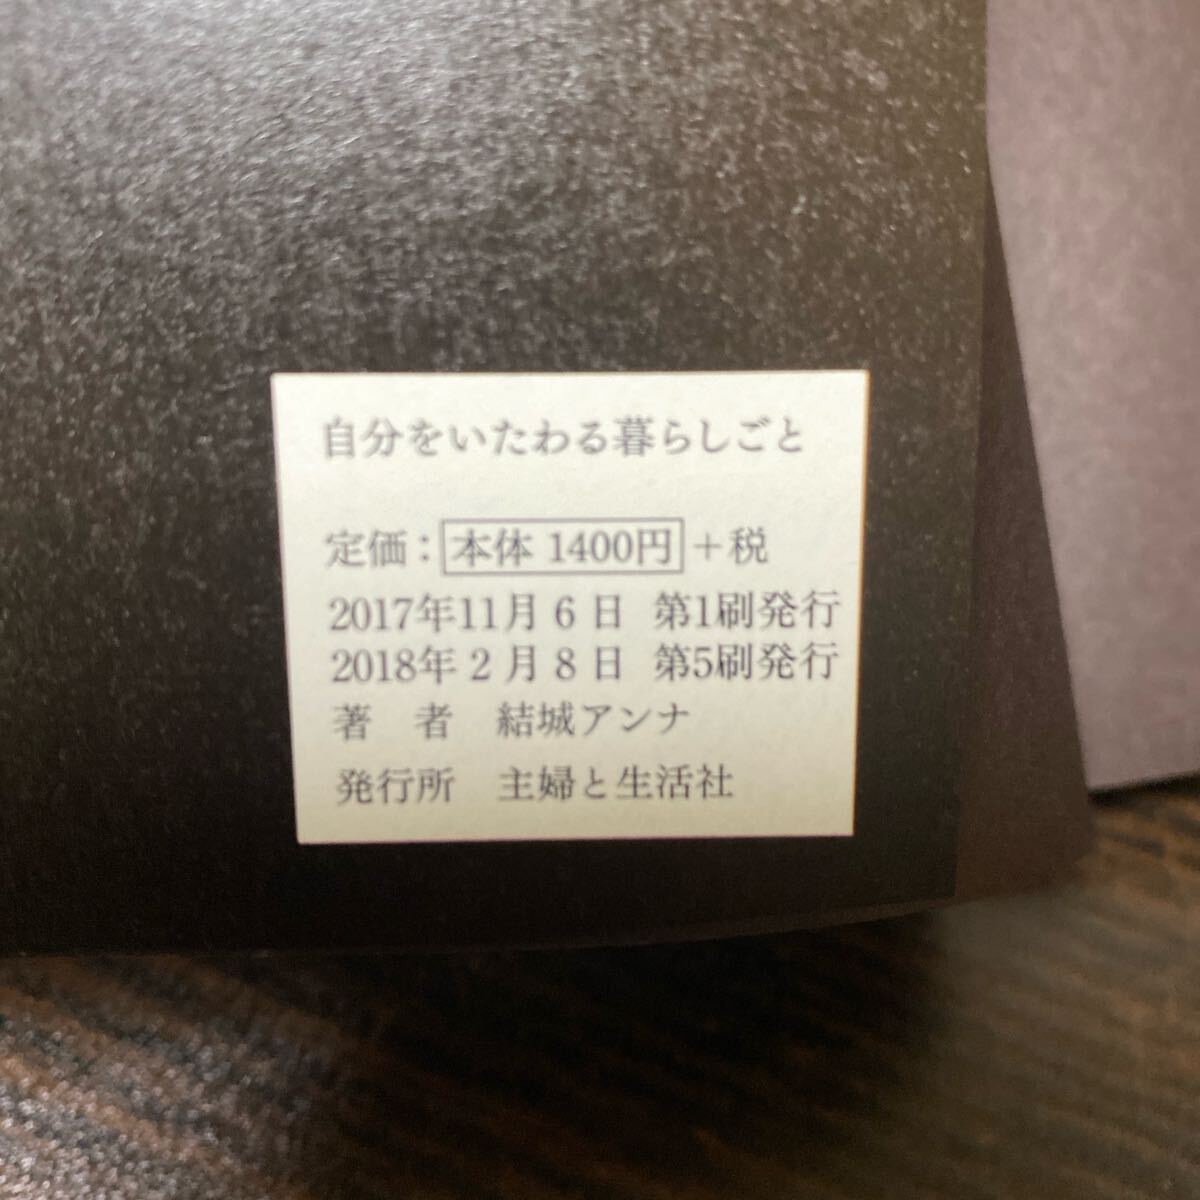 自分をいたわる暮らしごと
定価：本体 1400円＋税
2017年11月 6 日　第1刷発行
2018年 2 月 8 日　第5刷発行
著　者　結城アンナ
発行所　主婦と生活社